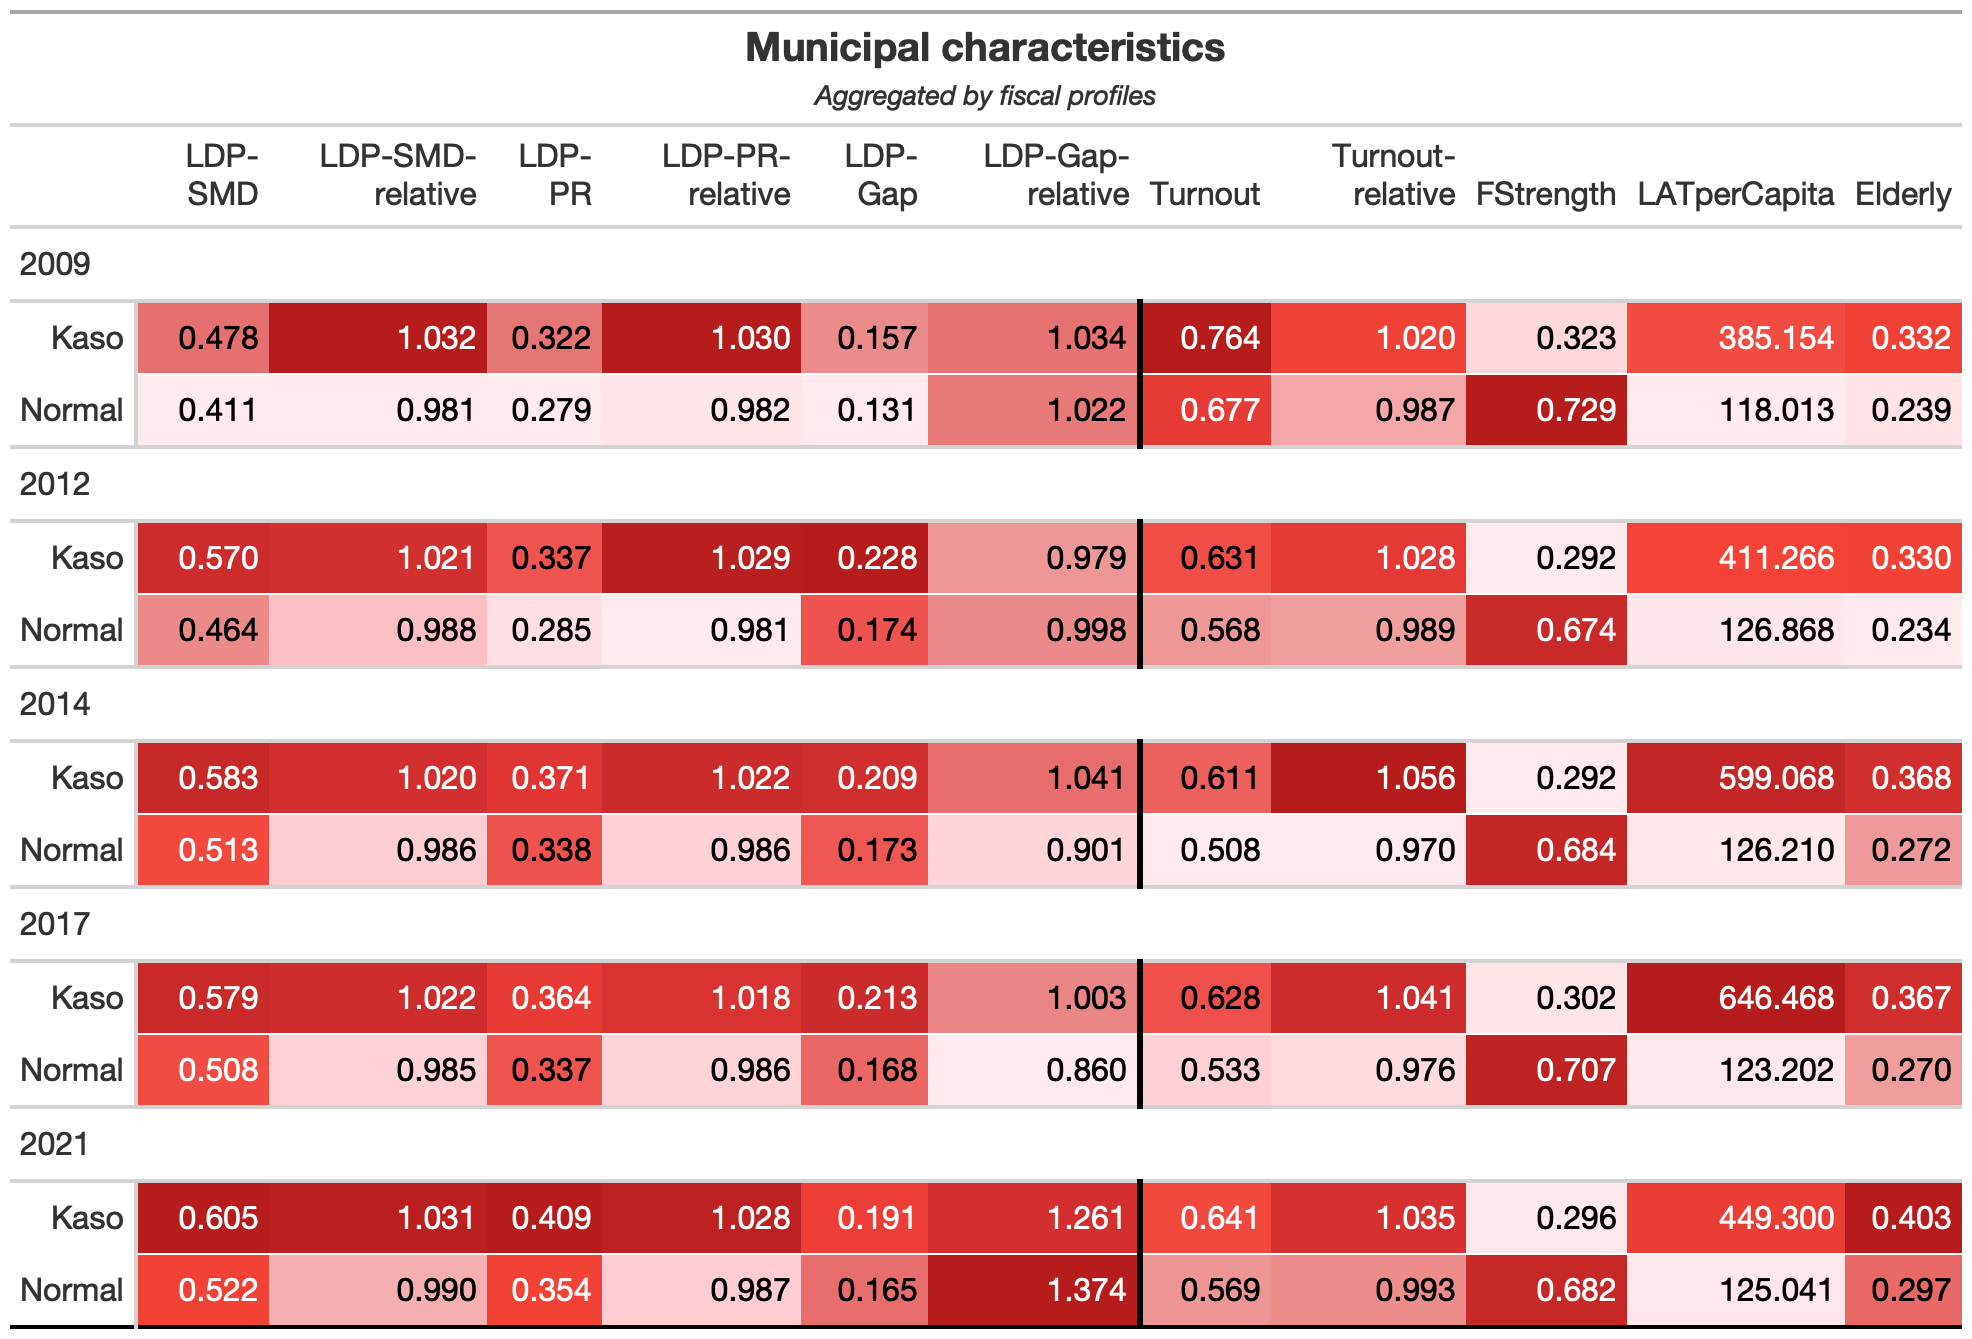 Municipal characteristics
Aggregated by fiscal profiles
LDP-SMD LDP-SMD-relative LDP-PR LDP-PR-relative LDP-Gap LDP-Gap-relative Turnout Turnout-relative FStrength LATperCapita Elderly
2009
Kaso 0.478 1.032 0.322 1.030 0.157 1.034 0.764 1.020 0.323 385.154 0.332
Normal 0.411 0.981 0.279 0.982 0.131 1.022 0.677 0.987 0.729 118.013 0.239
2012
Kaso 0.570 1.021 0.337 1.029 0.228 0.979 0.631 1.028 0.292 411.266 0.330
Normal 0.464 0.988 0.285 0.981 0.174 0.998 0.568 0.989 0.674 126.868 0.234
2014
Kaso 0.583 1.020 0.371 1.022 0.209 1.041 0.611 1.056 0.292 599.068 0.368
Normal 0.513 0.986 0.338 0.986 0.173 0.901 0.508 0.970 0.684 126.210 0.272
2017
Kaso 0.579 1.022 0.364 1.018 0.213 1.003 0.628 1.041 0.302 646.468 0.367
Normal 0.508 0.985 0.337 0.986 0.168 0.860 0.533 0.976 0.707 123.202 0.270
2021
Kaso 0.605 1.031 0.409 1.028 0.191 1.261 0.641 1.035 0.296 449.300 0.403
Normal 0.522 0.990 0.354 0.987 0.165 1.374 0.569 0.993 0.682 125.041 0.297